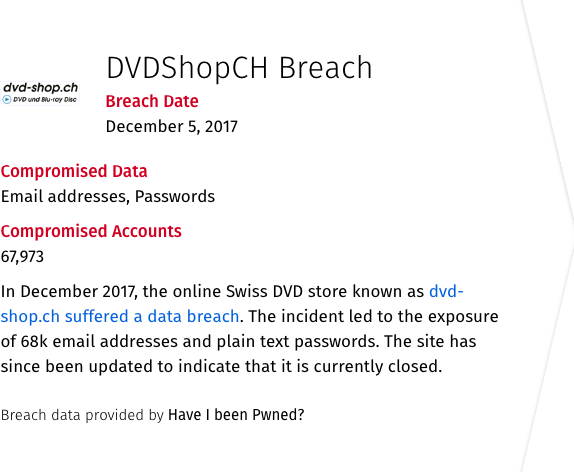 DVDShopCH Breach
dvd-shop.ch
DVD und Blu-ray Disc
Breach Date
December 5, 2017
Compromised Data
Email addresses, Passwords
Compromised Accounts
67,973
In December 2017, the online Swiss DVD store known as dvd-
shop.ch suffered a data breach. The incident led to the exposure
of 68k email addresses and plain text passwords. The site has
since been updated to indicate that it is currently closed.
Breach data provided by Have I been Pwned?